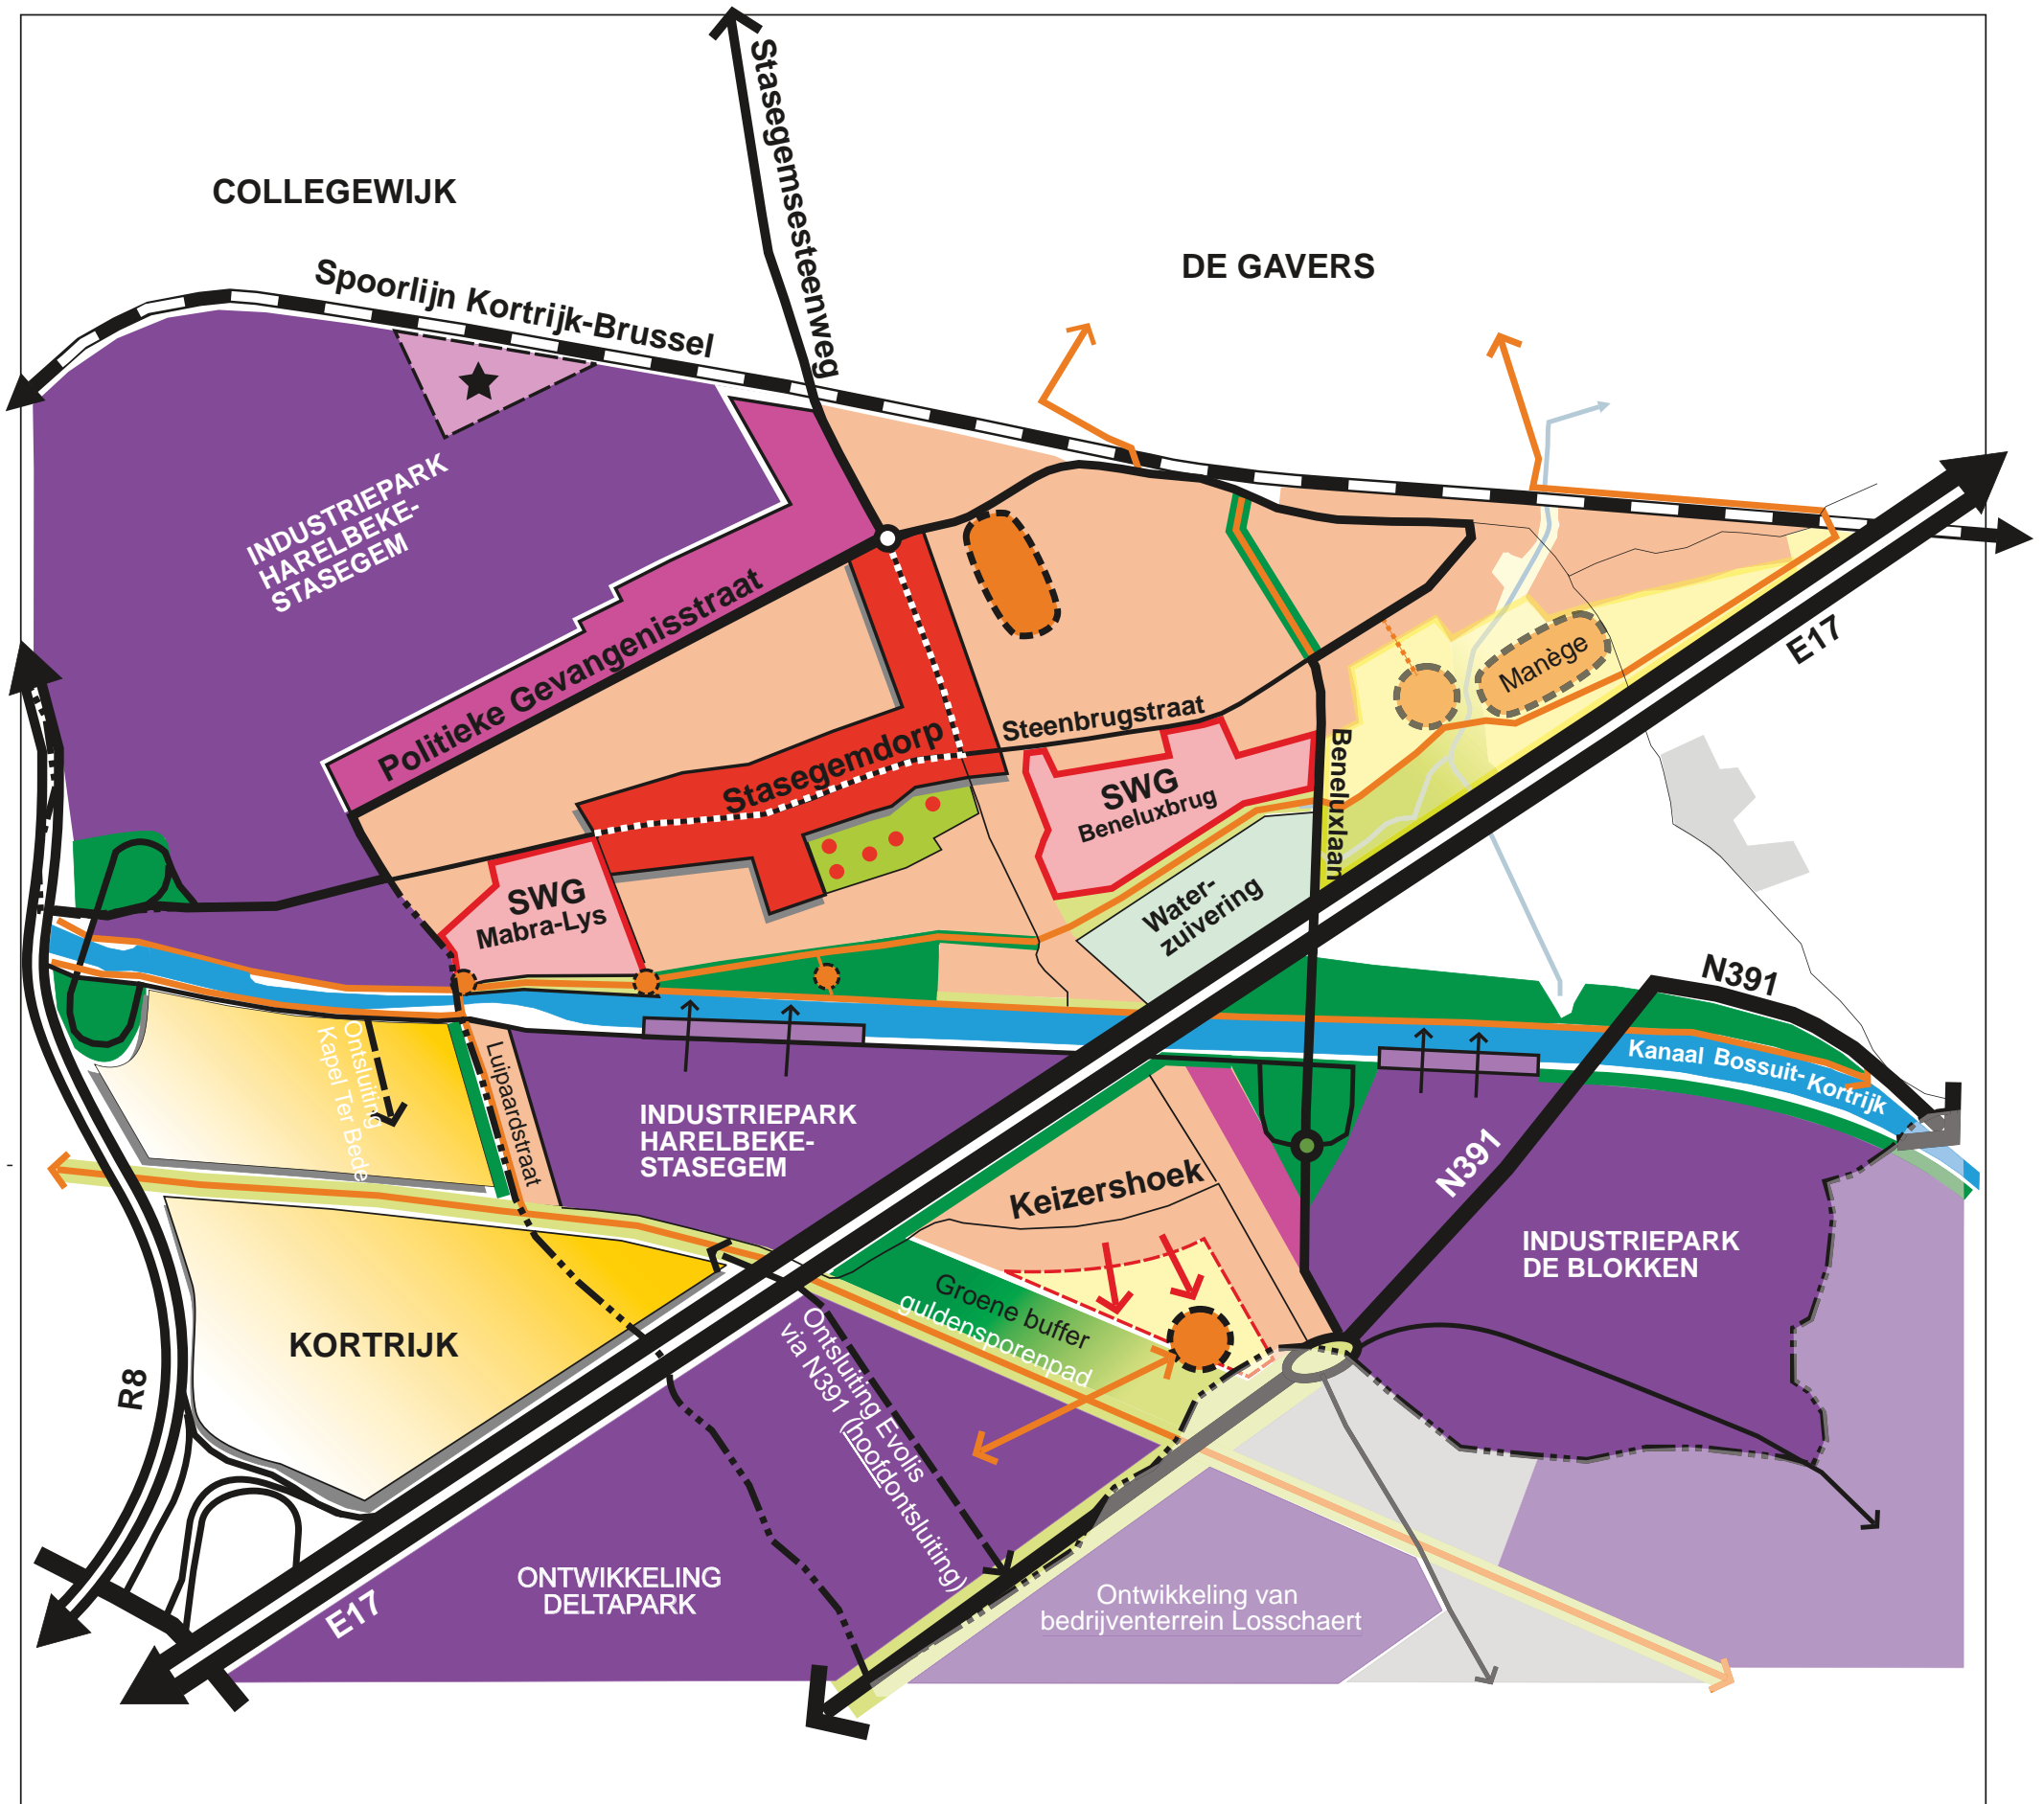 Stasegemsesteenweg
COLLEGEWIJK
DE GAVERS
Spoorlijn Kortrijk-Brussel
INDUSTRIEPARK
HARELBEKE-
STASEGEM
Politieke Gevangenisstraat
E17
Manège
Steenbrugstraat
Stasegemdorp
Beneluxlaan
SWG
Beneluxbrug
SWG
Mabra-Lys
Water-
zuivering
N391
Kanaal Bossuit-Kortrijk
Ontsluiting
Kapel Ter Bede
Luipaardstraat
INDUSTRIEPARK
HARELBEKE-
STASEGEM
Keizershoek
N391
INDUSTRIEPARK
DE BLOKKEN
Groene buffer
guldensporenpad
KORTRIJK
R8
Ontsluiting Evolis
via N391 (hoofdontsluiting)
ONTWIKKELING
DELTAPARK
Ontwikkeling van
bedrijventerrein Losschaert
E17